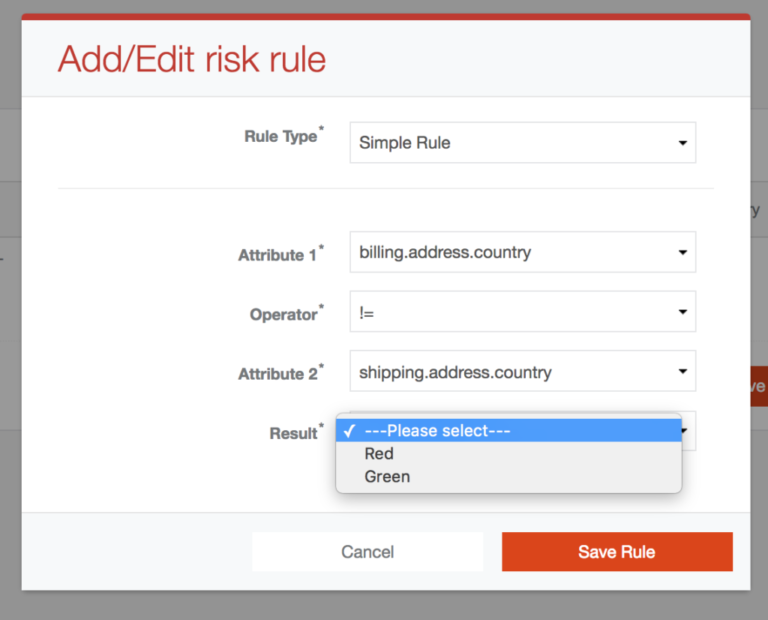 Add/Edit risk rule
Rule Type*
Simple Rule
Attribute 1*
billing.address.country
Operator*
!=
Attribute 2*
shipping.address.country
Result*
✓ ---Please select---
Red
Green
Cancel
Save Rule